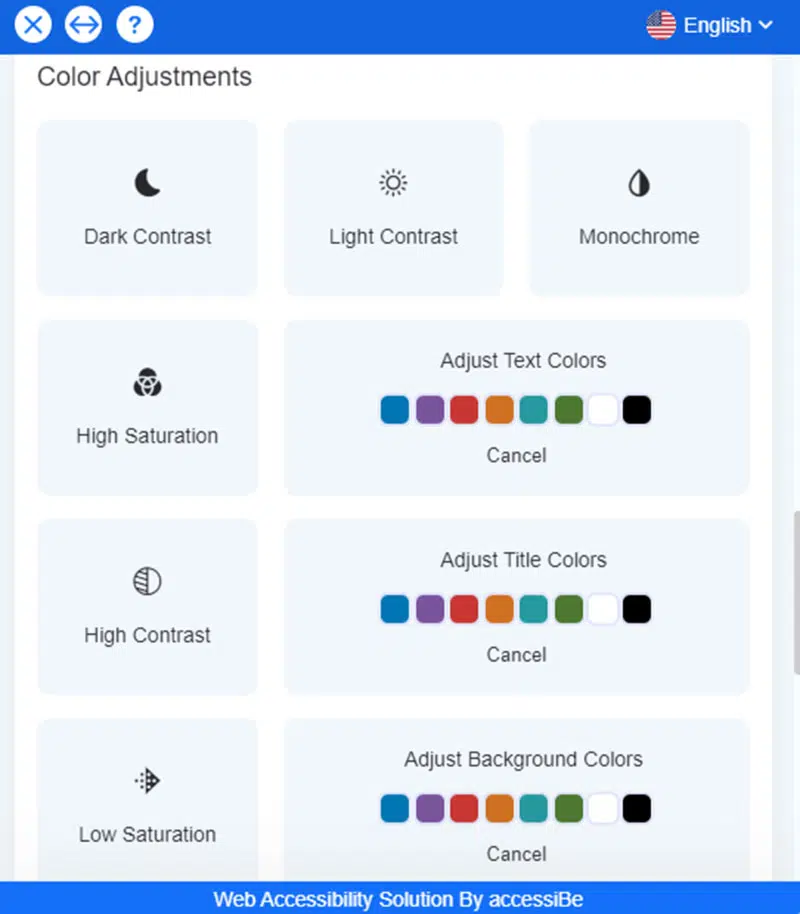 ?
English
Color Adjustments
Dark Contrast
Light Contrast
Monochrome
High Saturation
Adjust Text Colors
Cancel
High Contrast
Adjust Title Colors
Cancel
Low Saturation
Adjust Background Colors
Cancel
Web Accessibility Solution By accessiBe